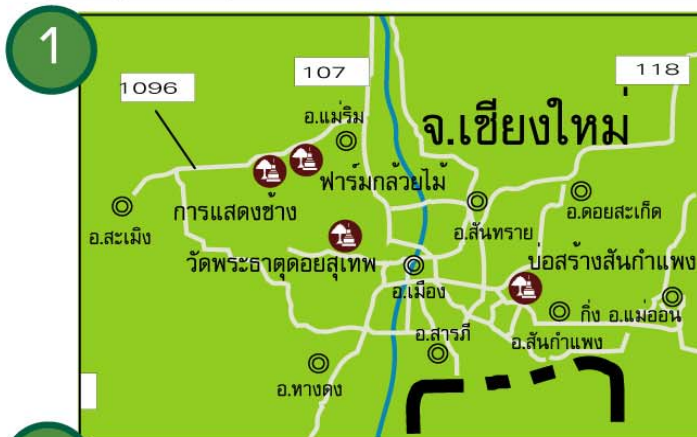 1
107
118
1096
จ.เชียงใหม่
อ.แม่ริม
ฟาร์มกล้วยไม้
การแสดงช้าง
อ.สะเมิง
อ.สันทราย
อ.ดอยสะเก็ด
วัดพระธาตุดอยสุเทพ
บ่อสร้างสันกำแพง
อ.เมือง
กิ่ง อ.แม่ออน
อ.สารภี
อ.สันกำแพง
อ.หางดง